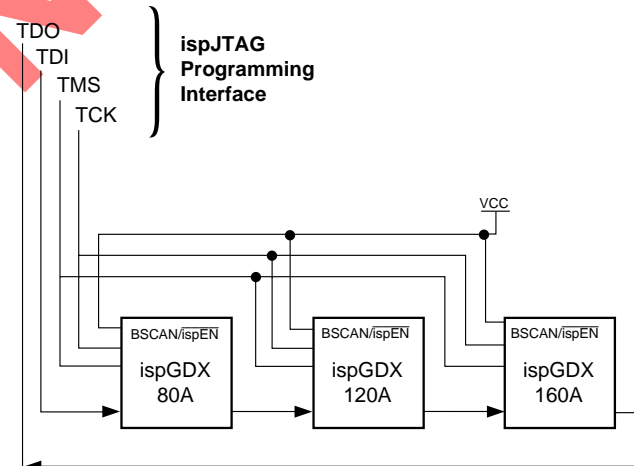 TDO
TDI
TMS
TCK
ispJTAG
Programming
Interface
VCC
BSCAN/ispEN
ispGDX
80A
BSCAN/ispEN
ispGDX
120A
BSCAN/ispEN
ispGDX
160A